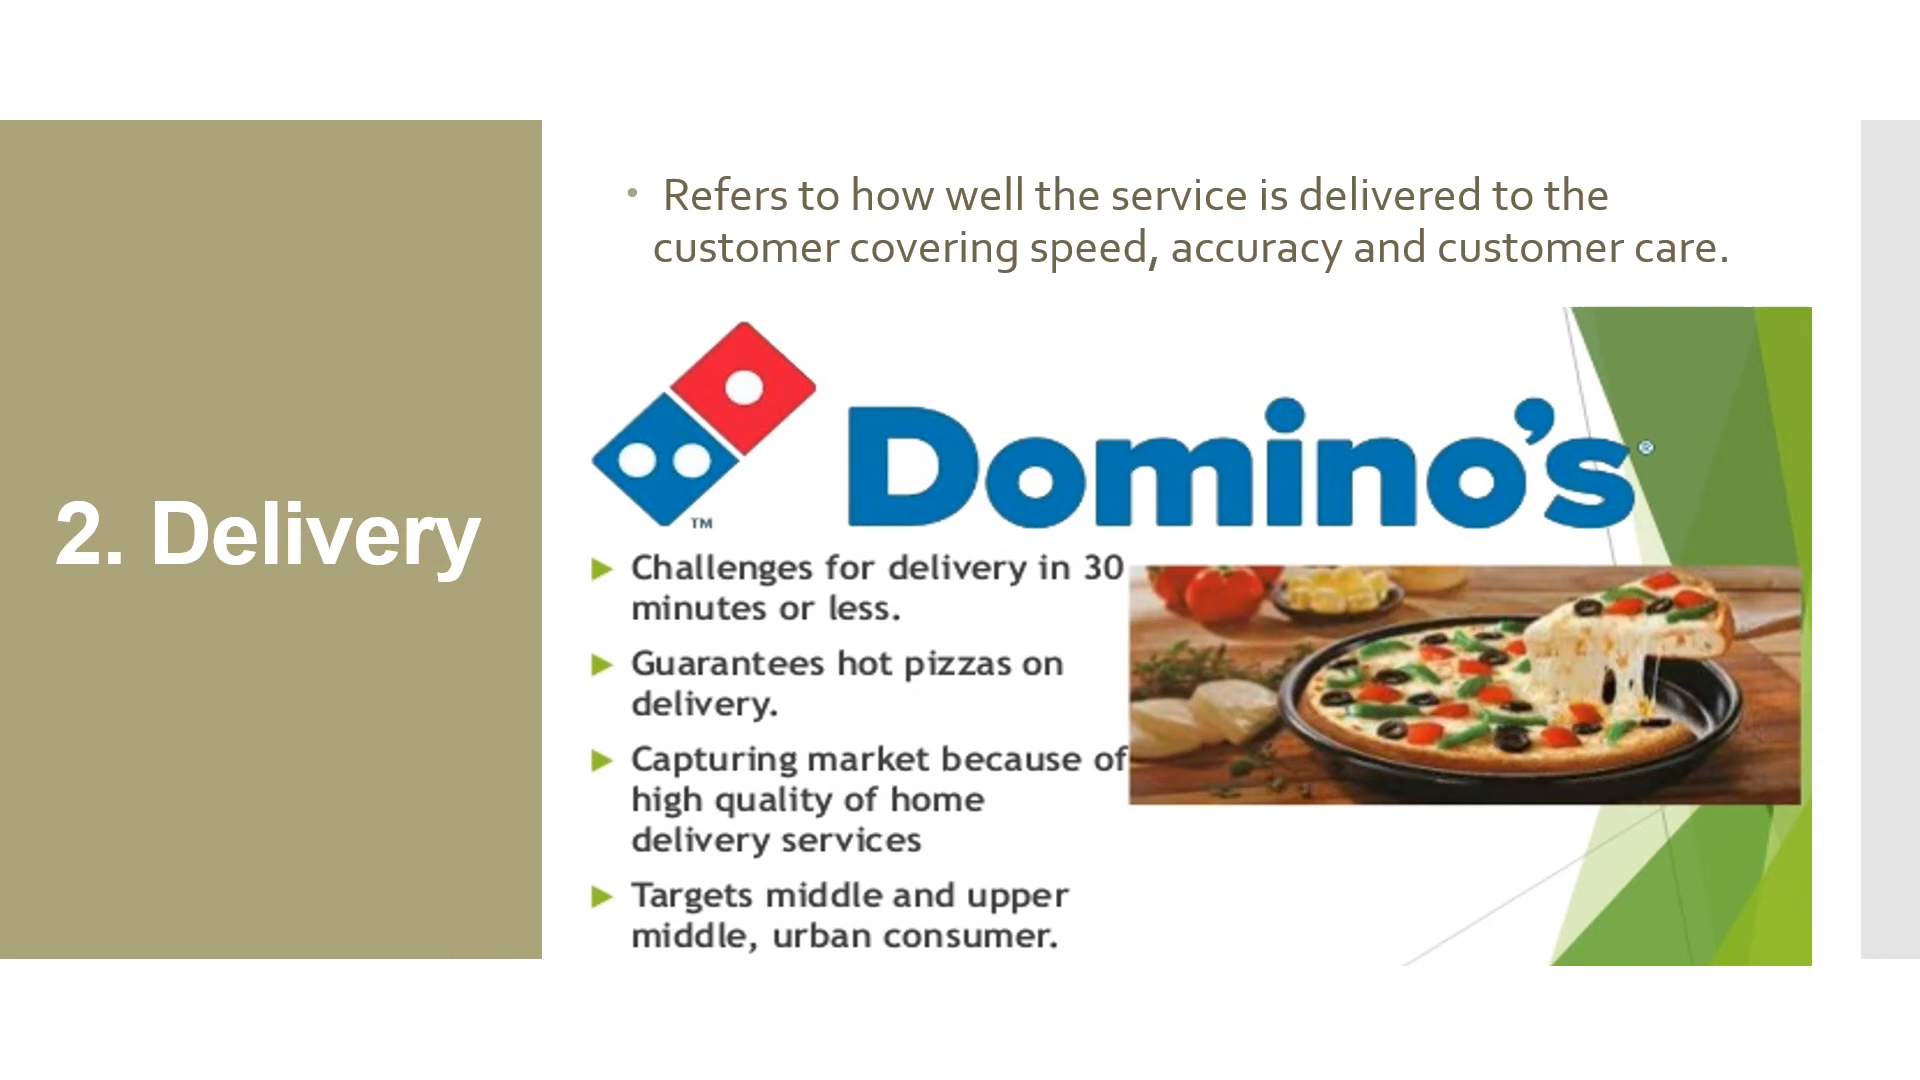 2. Delivery
• Refers to how well the service is delivered to the
customer covering speed, accuracy and customer care.
TM
Domino's®
Challenges for delivery in 30
minutes or less.
Guarantees hot pizzas on
delivery.
Capturing market because of
high quality of home
delivery services
Targets middle and upper
middle, urban consumer.